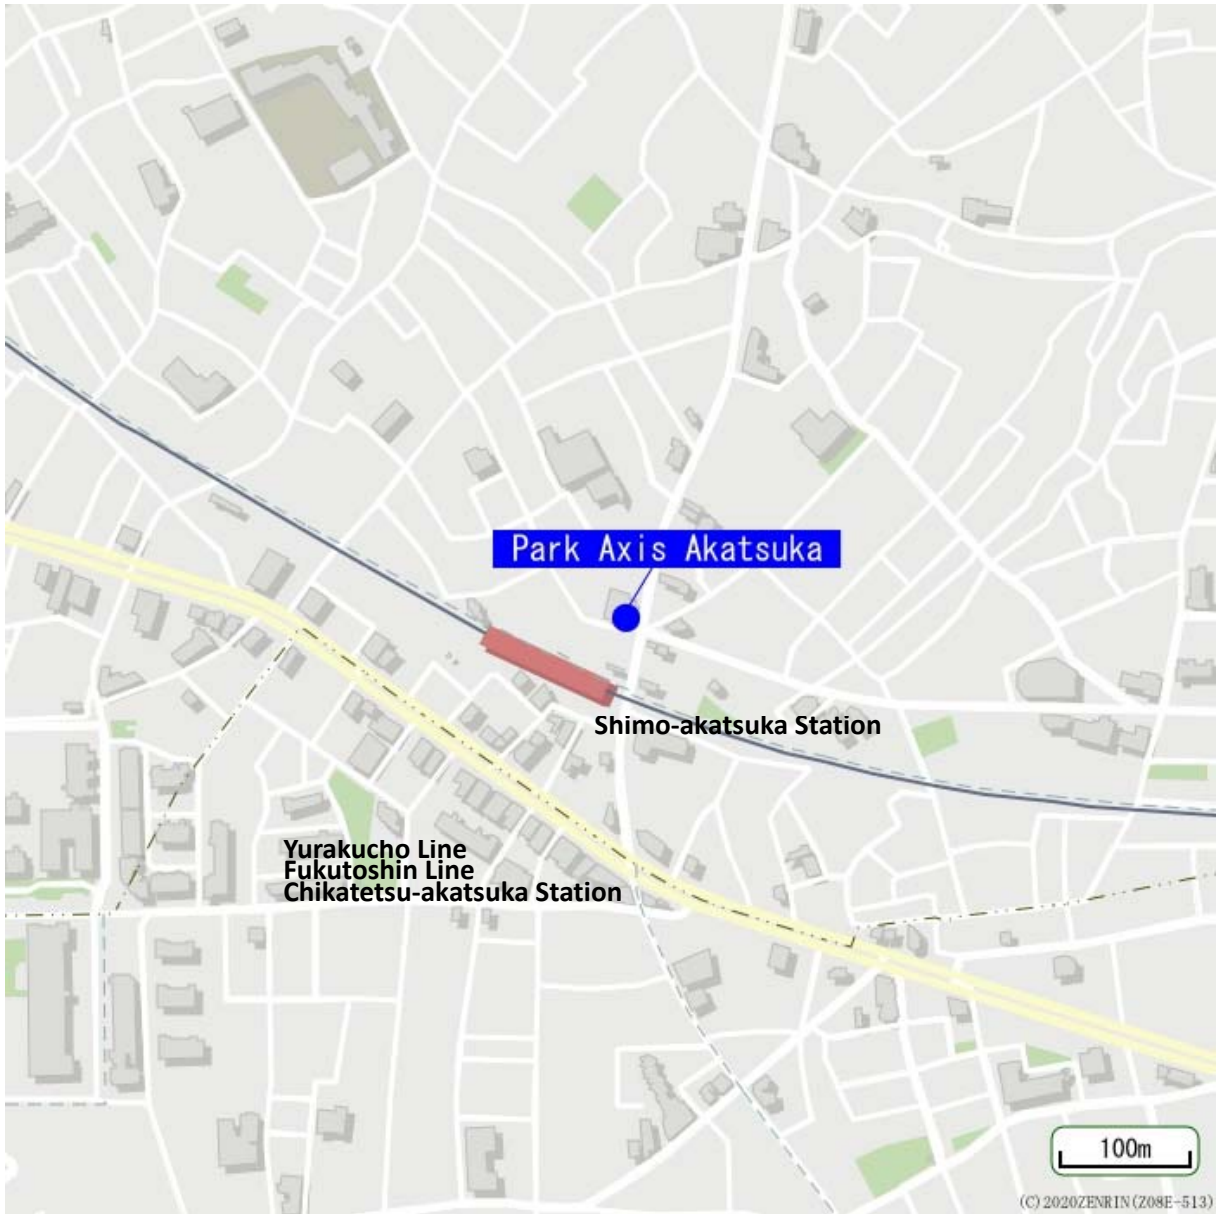 Park Axis Akatsuka
Shimo-akatsuka Station
Yurakucho Line
Fukutoshin Line
Chikatetsu-akatsuka Station
100m
(C) 2020ZENRIN (Z08E-513)